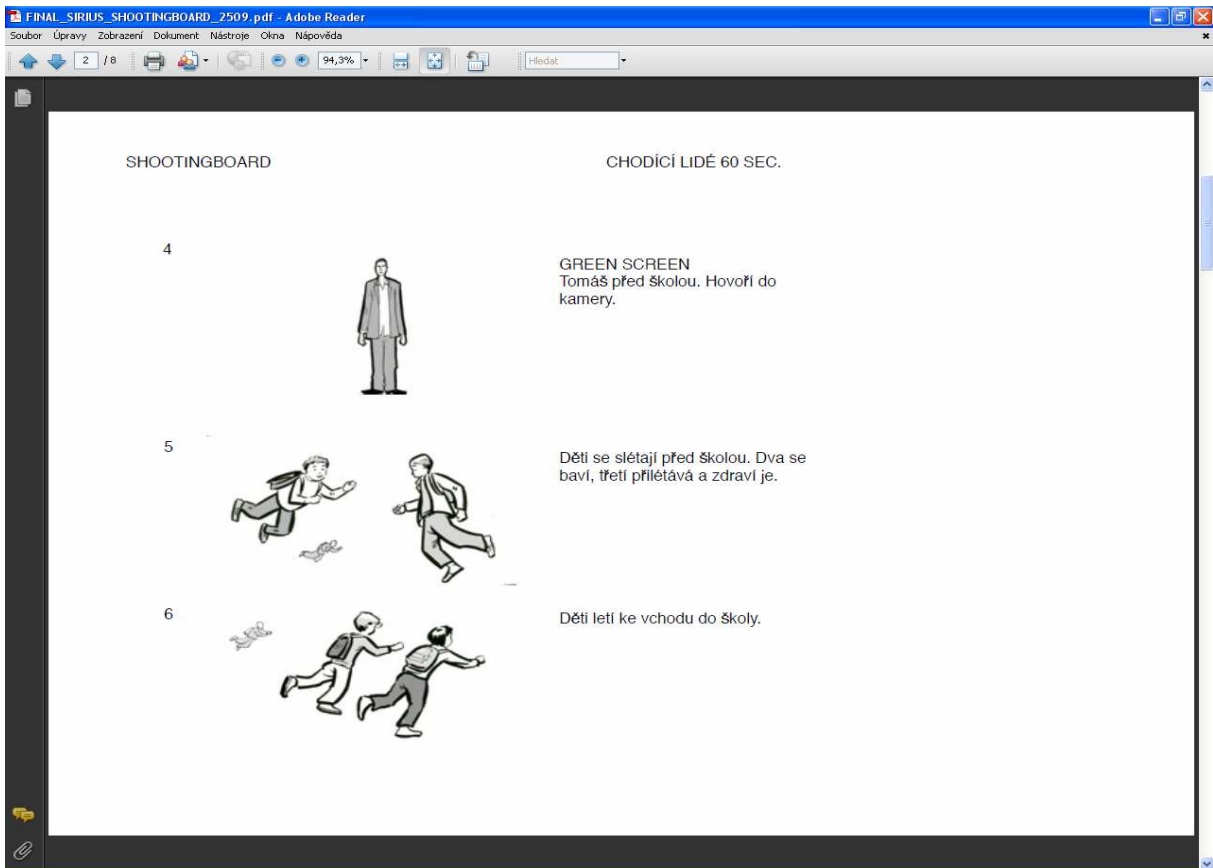 FINAL_SIRIUS_SHOOTINGBOARD_2509.pdf - Adobe Reader
Soubor Úpravy Zobrazení Dokument Nástroje Okna Nápověda
2 / 8 94,3% Hledat
SHOOTINGBOARD CHODÍCÍ LIDÉ 60 SEC.
4
GREEN SCREEN
Tomáš před školou. Hovoří do
kamery.
5
Děti se slétají před školou. Dva se
baví, třetí přilétává a zdraví je.
6
Děti letí ke vchodu do školy.